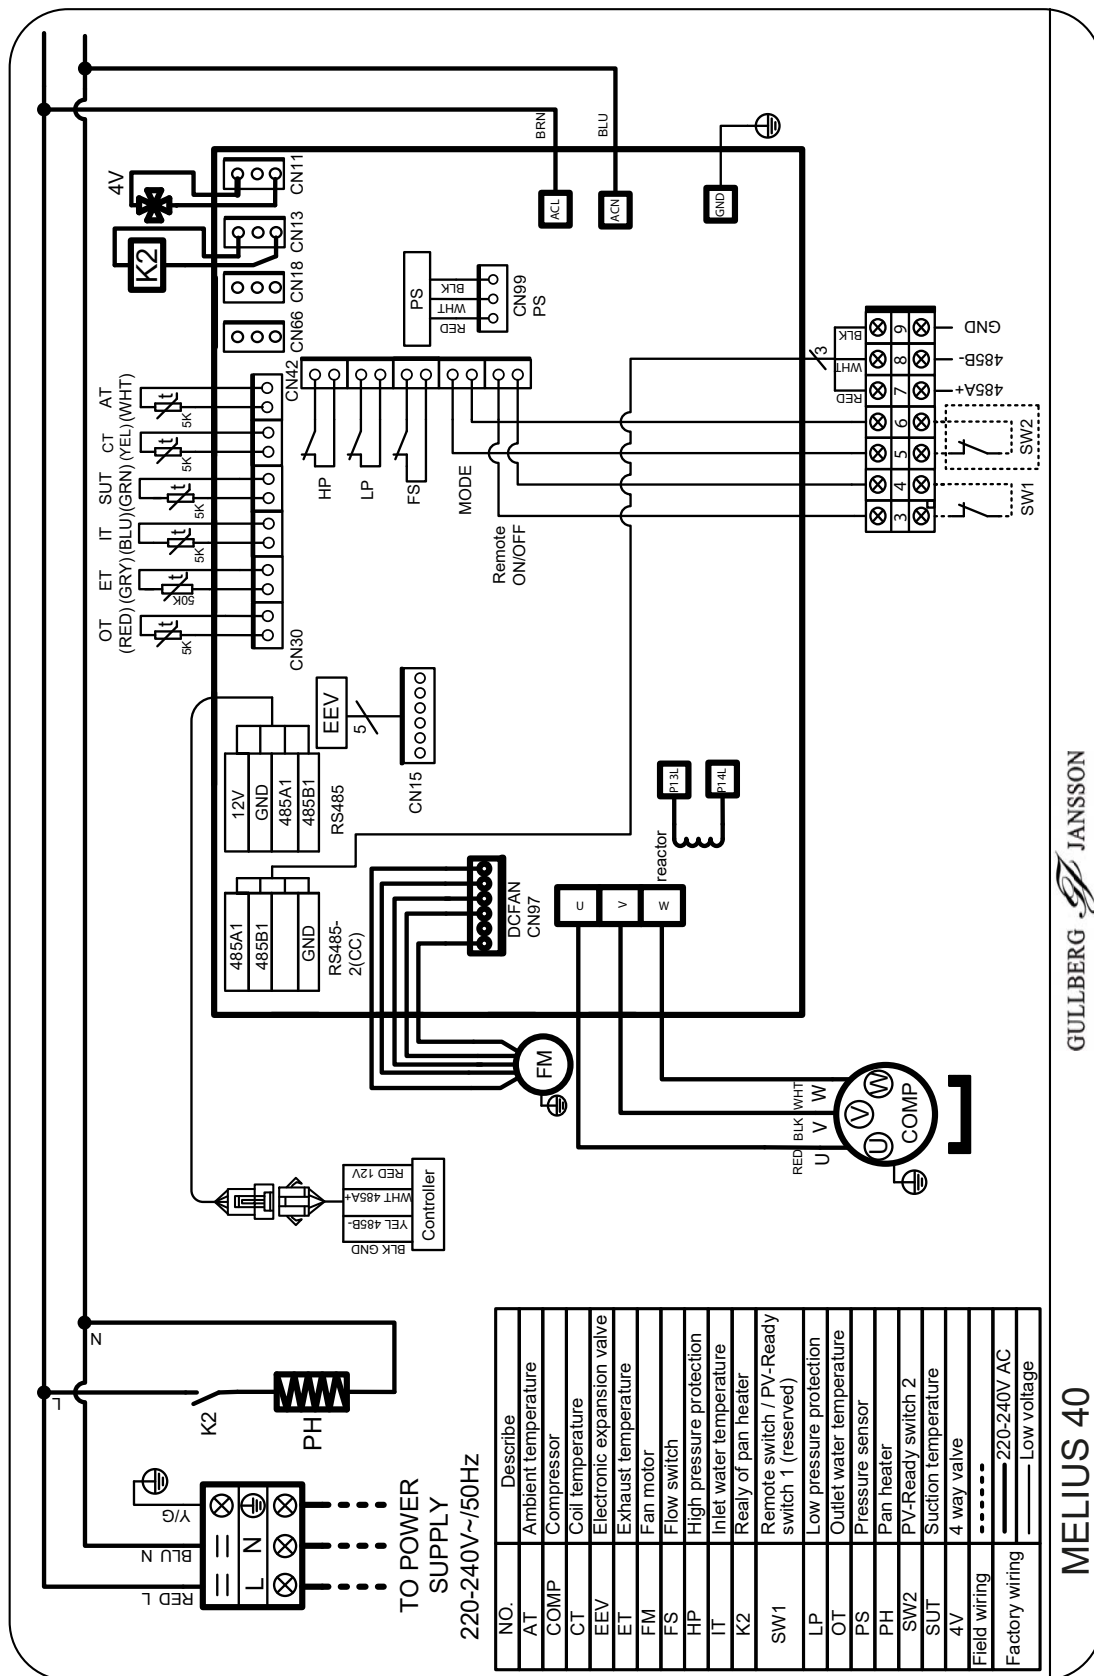 4V
K2
CN11
CN13
CN18
CN66
BRN
BLU
ACL
ACN
GND
PS
BLK
WHT
RED
CN99
PS
CN42
AT
(WHT)
5K
t
CT
(YEL)
5K
t
SUT
(GRN)
5K
t
IT
(BLU)
5K
t
ET
(GRY)
50K
t
OT
(RED)
5K
t
CN30
HP
LP
FS
MODE
Remote
ON/OFF
3
BLK
WHT
RED
9
8
7
6
5
4
3
GND
485B-
485A+
SW2
SW1
12V
GND
485A1
485B1
RS485
EEV
5
CN15
485A1
485B1
GND
RS485-
2(CC)
DCFAN
CN97
reactor
P13L
P14L
U
V
W
FM
RED
BLK
WHT
U
V
W
U
V
W
COMP
RED 12V
WHT 485A+
YEL 485B-
BLK GND
Controller
N
L
K2
PH
Y/G
BLU N
RED L
L
N
TO POWER
SUPPLY
220-240V~/50Hz
NO. Describe
AT Ambient temperature
COMP Compressor
CT Coil temperature
EEV Electronic expansion valve
ET Exhaust temperature
FM Fan motor
FS Flow switch
HP High pressure protection
IT Inlet water temperature
K2 Realy of pan heater
SW1 Remote switch / PV-Ready
switch 1 (reserved)
LP Low pressure protection
OT Outlet water temperature
PS Pressure sensor
PH Pan heater
SW2 PV-Ready switch 2
SUT Suction temperature
4V 4 way valve
Field wiring
Factory wiring 220-240V AC
Low voltage
MELIUS 40
GULLBERG JANSSON